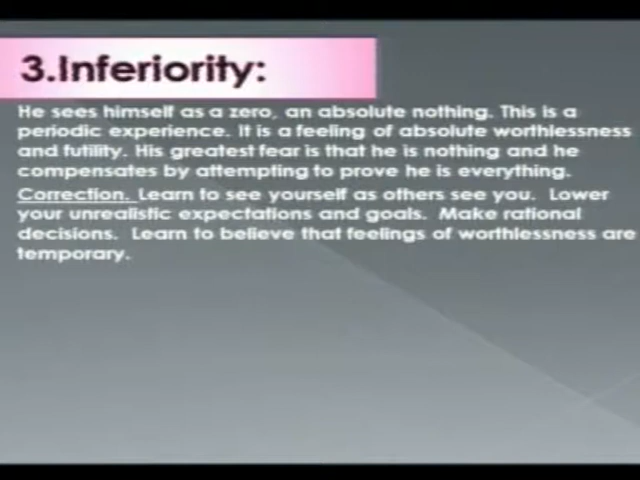 3.Inferiority:
He sees himself as a zero, an absolute nothing. This is a
periodic experience. It is a feeling of absolute worthlessness
and futility. His greatest fear is that he is nothing and he
compensates by attempting to prove he is everything.
Correction. Learn to see yourself as others see you. Lower
your unrealistic expectations and goals. Make rational
decisions. Learn to believe that feelings of worthlessness are
temporary.